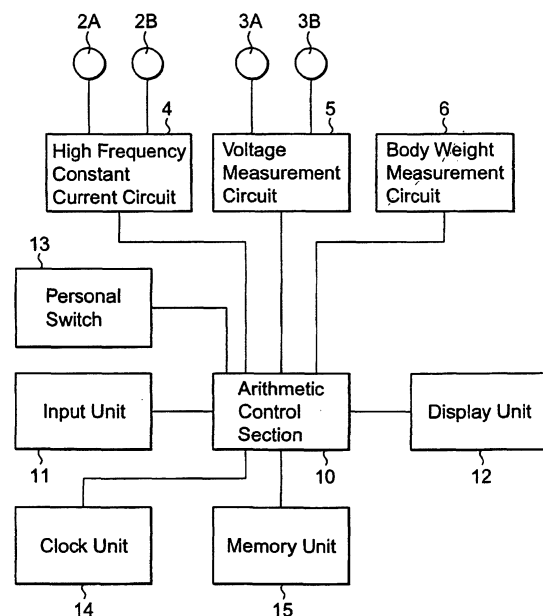 2A 2B 3A 3B
4 5 6
High Frequency
Constant
Current Circuit
Voltage
Measurement
Circuit
Body Weight
Measurement
Circuit
13
Personal
Switch
Input Unit
Arithmetic
Control
Section
Display Unit
11 10 12
Clock Unit
Memory Unit
14 15